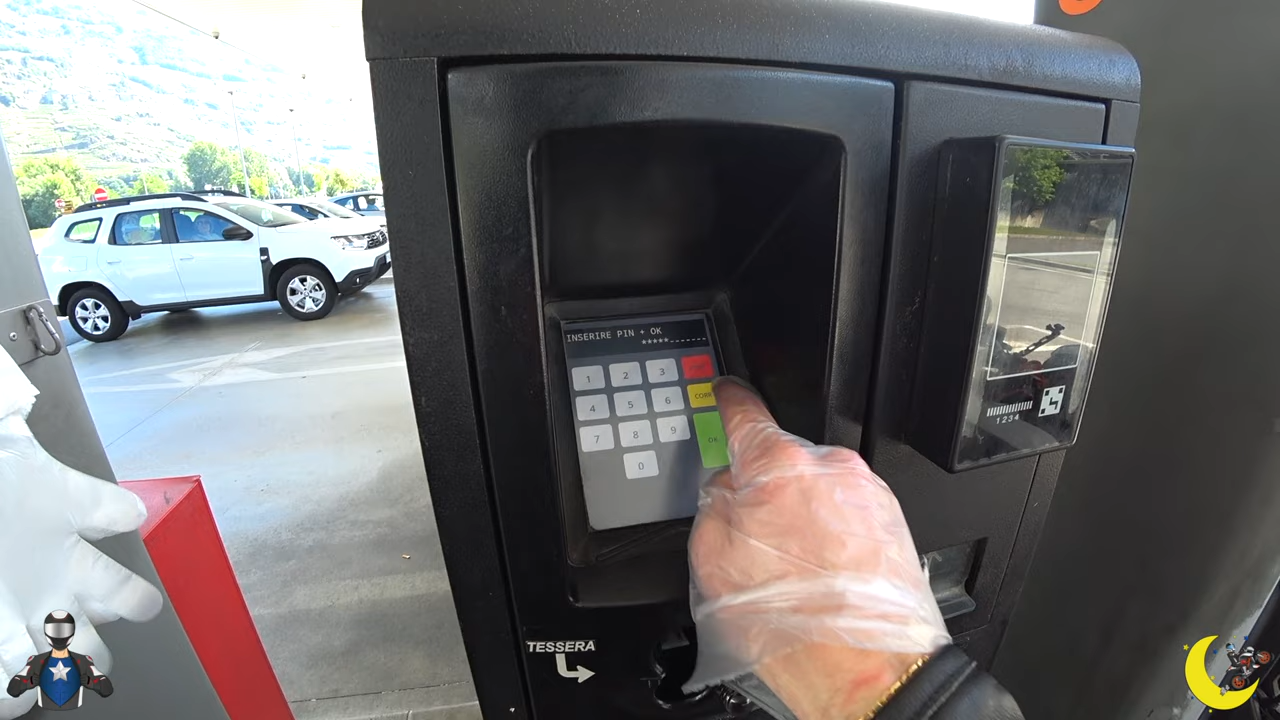 INSERIRE PIN + OK
*****-------
1 2 3
4 5 6 CORR
7 8 9 OK
0
TESSERA
1234